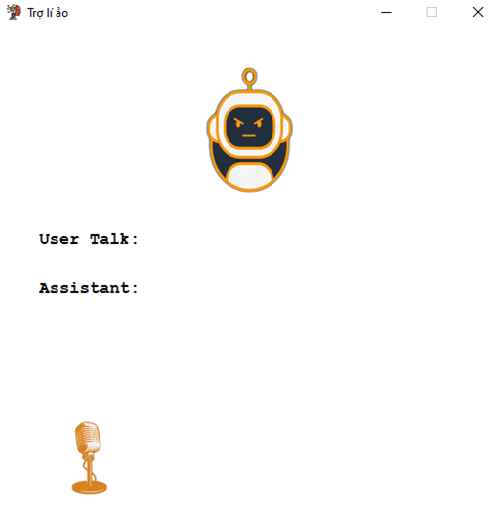 Trợ lí ảo
User Talk:
Assistant: